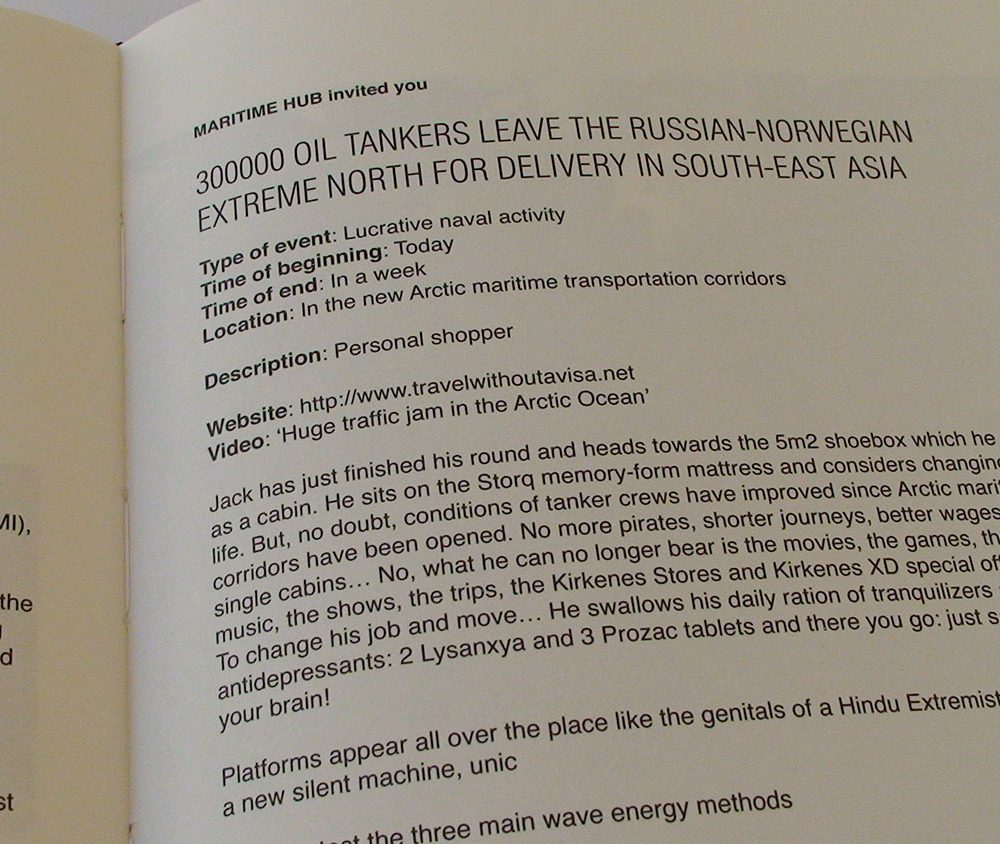 MI),
the
d
st
MARITIME HUB invited you
300000 OIL TANKERS LEAVE THE RUSSIAN-NORWEGIAN
EXTREME NORTH FOR DELIVERY IN SOUTH-EAST ASIA
Type of event: Lucrative naval activity
Time of beginning: Today
Time of end: In a week
Location: In the new Arctic maritime transportation corridors
Description: Personal shopper
Website: http://www.travelwithoutavisa.net
Video: ‘Huge traffic jam in the Arctic Ocean’
Jack has just finished his round and heads towards the 5m2 shoebox which he
as a cabin. He sits on the Storq memory-form mattress and considers changing
life. But, no doubt, conditions of tanker crews have improved since Arctic mari
corridors have been opened. No more pirates, shorter journeys, better wages
single cabins… No, what he can no longer bear is the movies, the games, th
music, the shows, the trips, the Kirkenes Stores and Kirkenes XD special of
To change his job and move… He swallows his daily ration of tranquilizers
antidepressants: 2 Lysanxya and 3 Prozac tablets and there you go: just s
your brain!
Platforms appear all over the place like the genitals of a Hindu Extremist
a new silent machine, unic
the three main wave energy methods